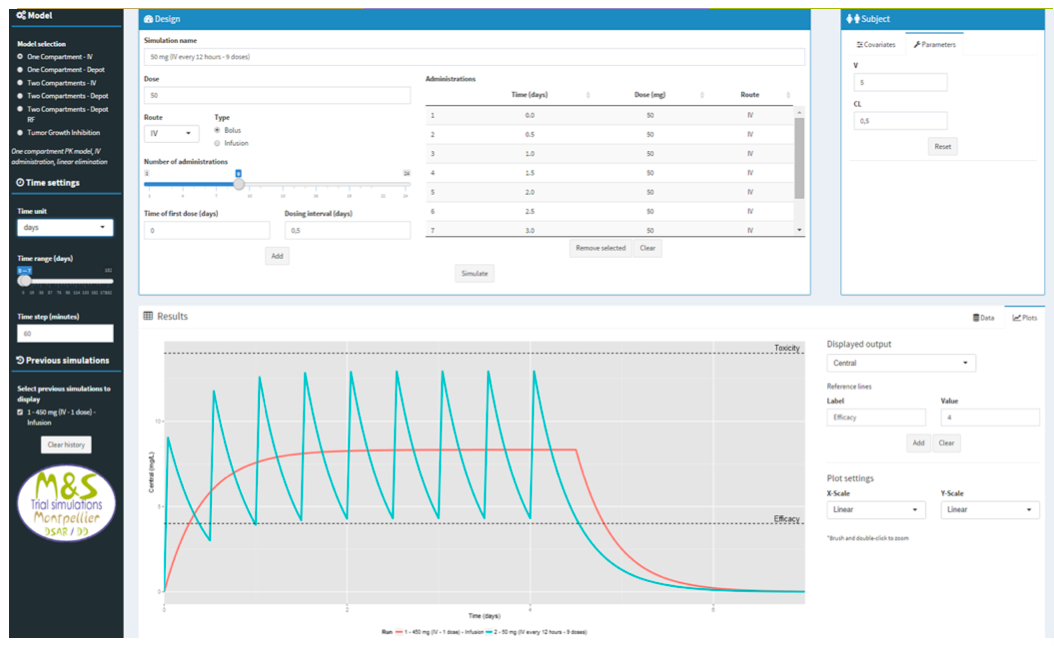 Model
Model selection
One Compartment - IV
One Compartment - Depot
Two Compartments - IV
Two Compartments - Depot
Two Compartments - Depot
RF
Tumor Growth Inhibition
One compartment PK model, IV
administration, linear elimination
Time settings
Time unit
days
Time range (days)
Time step (minutes)
60
Previous simulations
Select previous simulations to
display
1 - 450 mg (IV - 1 dose) -
Infusion
Clear history
M&S
Trial simulations
Montpellier
DSAR / DD
Design
Simulation name
50 mg (IV every 12 hours - 9 doses)
Dose
50
Route Type
IV Bolus
Infusion
Number of administrations
Time of first dose (days) Dosing interval (days)
0 0,5
Add
Administrations
Time (days) Dose (mg) Route
1 0.0 50 IV
2 0.5 50 IV
3 1.0 50 IV
4 1.5 50 IV
5 2.0 50 IV
6 2.5 50 IV
7 3.0 50 IV
Remove selected Clear
Simulate
Subject
Covariates Parameters
V
5
CL
0,5
Reset
Results
Data Plots
Toxicity
Efficacy
Central (mg/L)
10
5
0
0 2 4 6
Time (days)
Run 1 - 450 mg (IV - 1 dose) - Infusion 2 - 50 mg (IV every 12 hours - 9 doses)
Displayed output
Central
Reference lines
Label Value
Efficacy 4
Add Clear
Plot settings
X-Scale Y-Scale
Linear Linear
*Brush and double-click to zoom